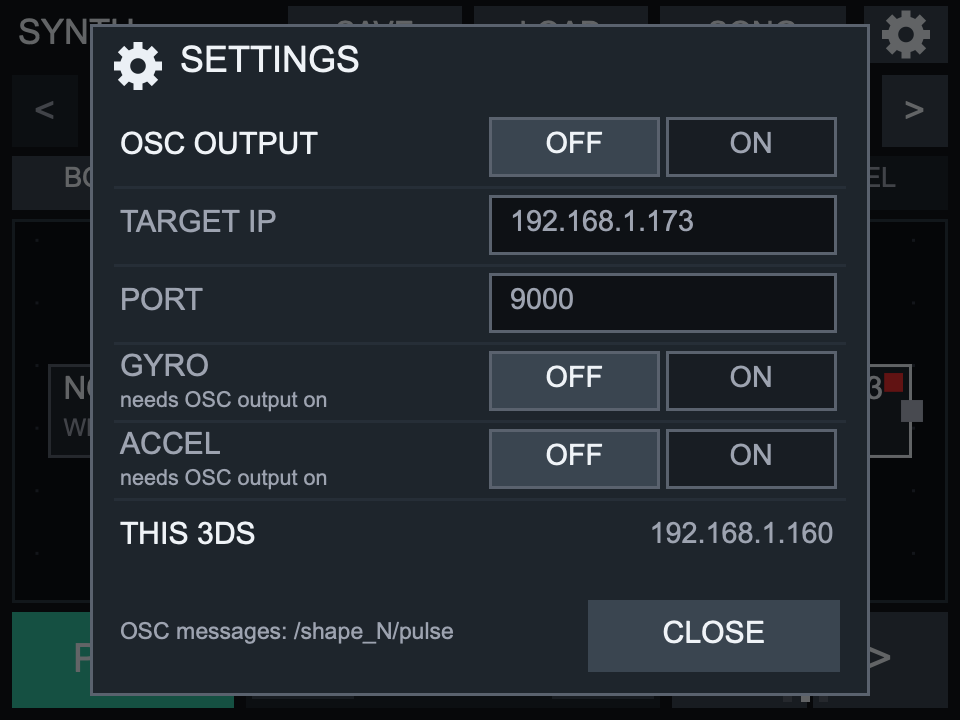 SETTINGS
OSC OUTPUT OFF ON
TARGET IP 192.168.1.173
PORT 9000
GYRO OFF ON
needs OSC output on
ACCEL OFF ON
needs OSC output on
THIS 3DS 192.168.1.160
OSC messages: /shape_N/pulse
CLOSE